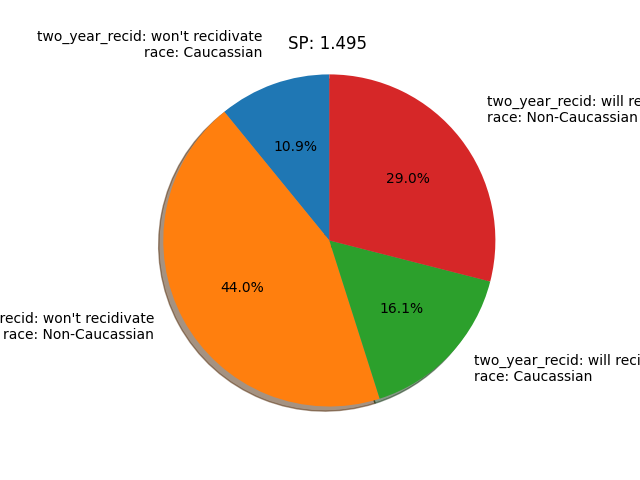 two_year_recid: won't recidivate
race: Caucassian
SP: 1.495
two_year_recid: will re
race: Non-Caucassian
10.9%
29.0%
44.0%
16.1%
recid: won't recidivate
race: Non-Caucassian
two_year_recid: will reci
race: Caucassian